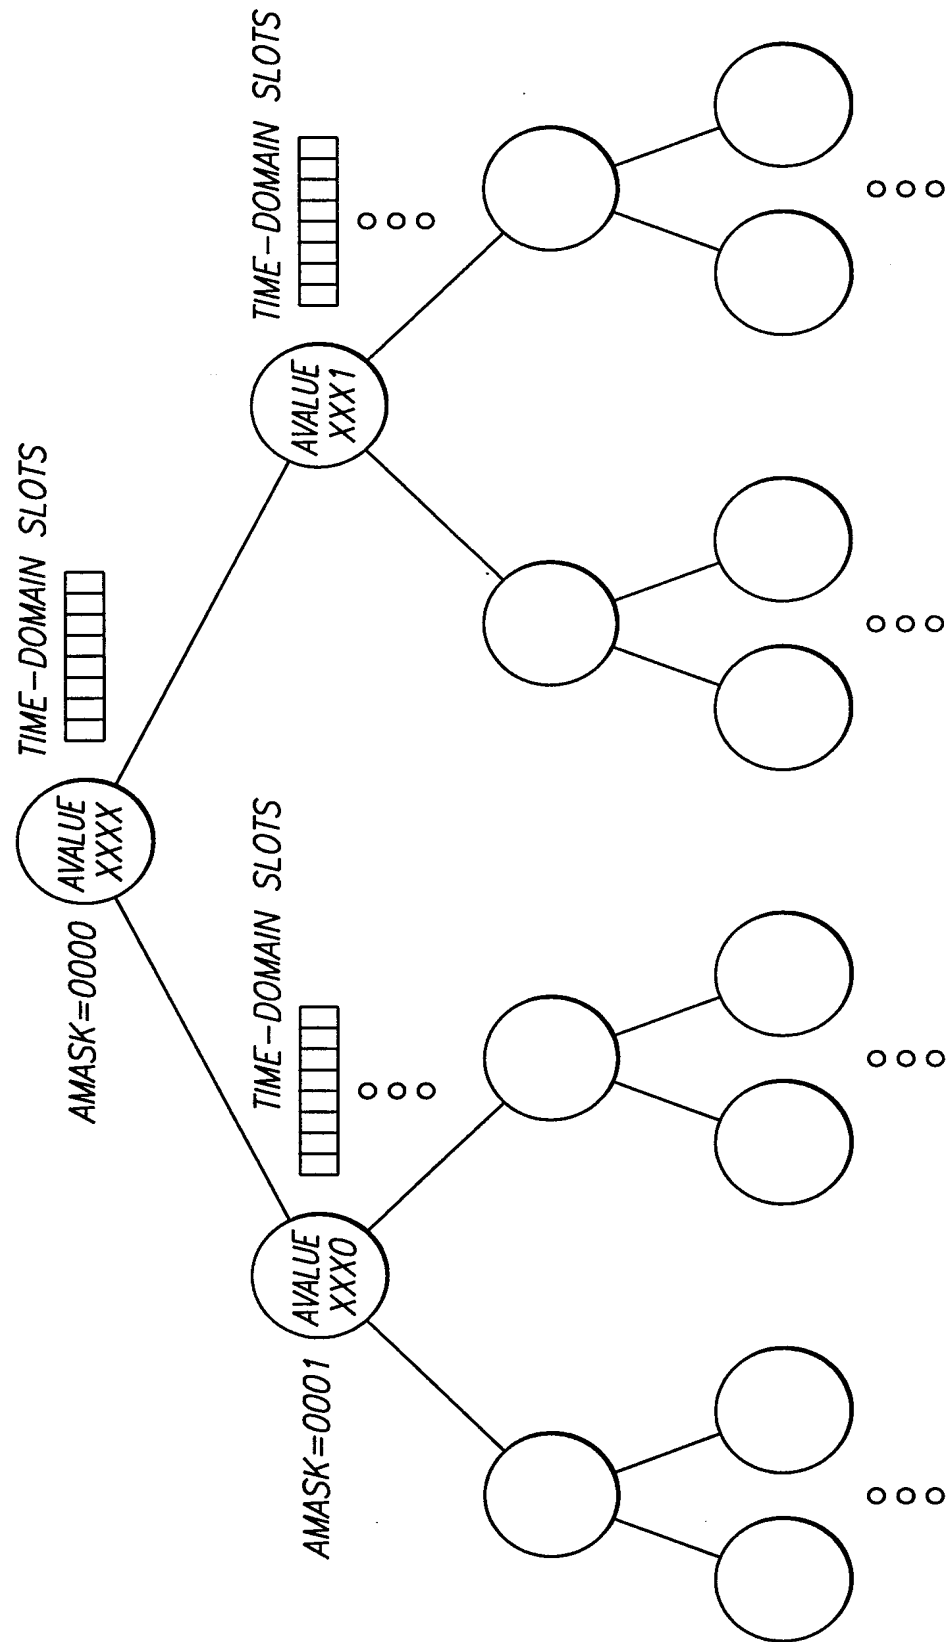 TIME-DOMAIN SLOTS
AMASK=0000
AVALUE
XXXX
TIME-DOMAIN SLOTS
TIME-DOMAIN SLOTS
AMASK=0001
AVALUE
XXX0
AVALUE
XXX1